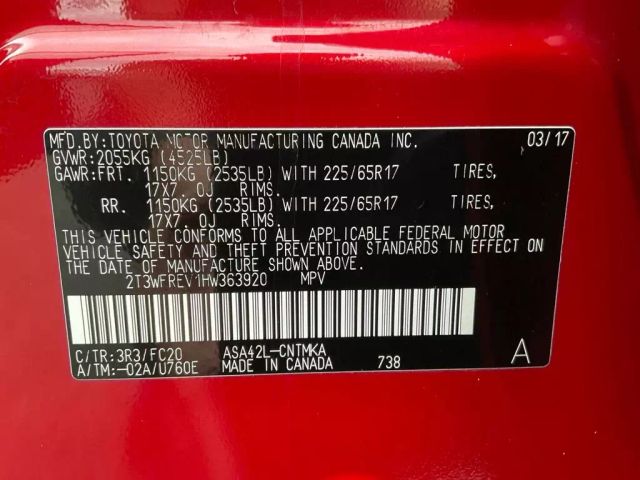 MFD.BY:TOYOTA MOTOR MANUFACTURING CANADA INC. 03/17
GVWR:2055KG (4525LB)
GAWR:FRT. 1150KG (2535LB) WITH 225/65R17 TIRES,
17X7.0J RIMS.
RR. 1150KG (2535LB) WITH 225/65R17 TIRES,
17X7.0J RIMS.
THIS VEHICLE CONFORMS TO ALL APPLICABLE FEDERAL MOTOR
VEHICLE SAFETY AND THEFT PREVENTION STANDARDS IN EFFECT ON
THE DATE OF MANUFACTURE SHOWN ABOVE.
2T3WFREV1HW363920 MPV
C/TR:3R3/FC20 ASA42L-CNTMKA
A/TM:-02A/U760E MADE IN CANADA 738 A